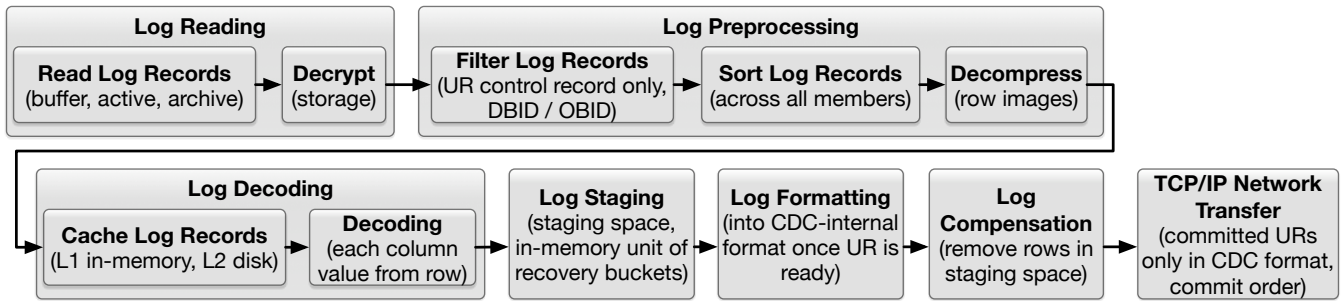 Log Reading
Read Log Records
(buffer, active, archive)
Decrypt
(storage)
Log Preprocessing
Filter Log Records
(UR control record only,
DBID / OBID)
Sort Log Records
(across all members)
Decompress
(row images)
Log Decoding
Cache Log Records
(L1 in-memory, L2 disk)
Decoding
(each column
value from row)
Log Staging
(staging space,
in-memory unit of
recovery buckets)
Log Formatting
(into CDC-internal
format once UR is
ready)
Log
Compensation
(remove rows in
staging space)
TCP/IP Network
Transfer
(committed URs
only in CDC format,
commit order)